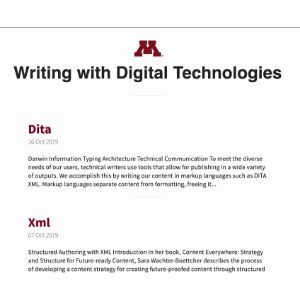 M
Writing with Digital Technologies
Dita
16 Oct 2019
Darwin Information Typing Architecture Technical Communication To meet the diverse
needs of our users, technical writers use tools that allow for publishing in a wide variety
of outputs. We accomplish this by writing our content in markup languages such as DITA
XML. Markup languages separate content from formatting, freeing it...
Xml
07 Oct 2019
Structured Authoring with XML Introduction In her book, Content Everywhere: Strategy
and Structure for Future-ready Content, Sara Wachter-Boettcher describes the process
of developing a content strategy for creating future-proofed content through structured